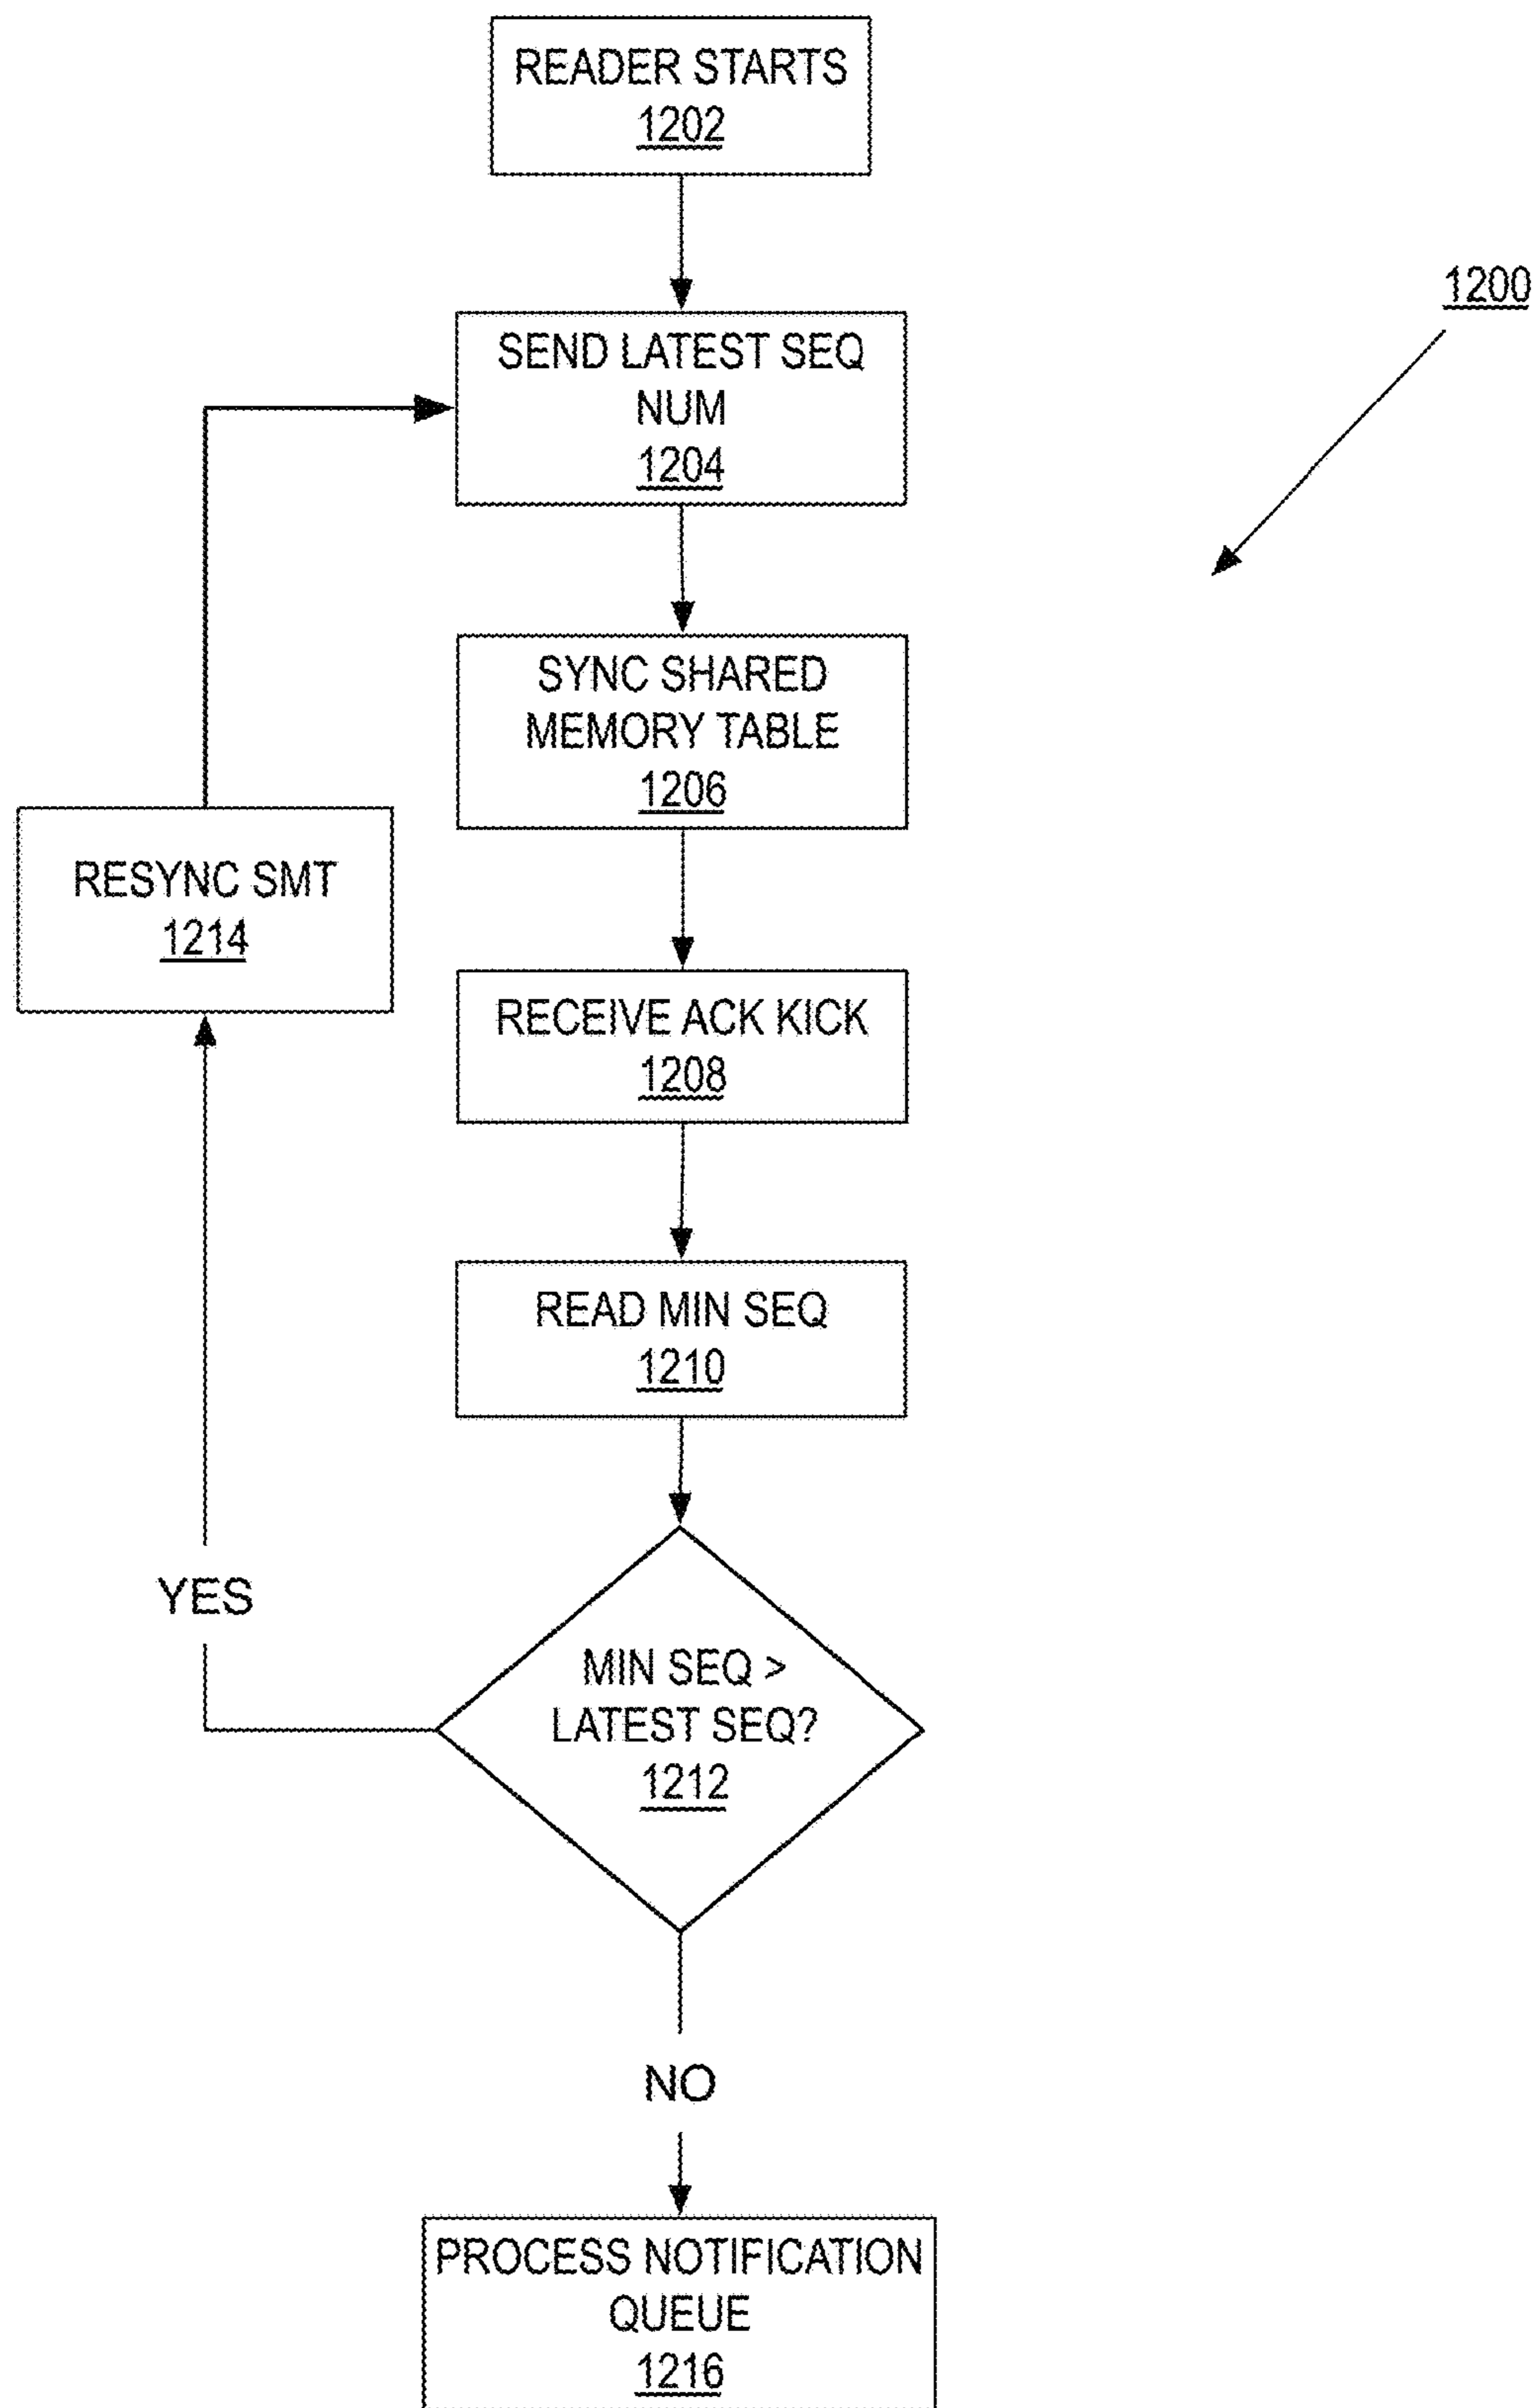 READER STARTS
1202
1200
SEND LATEST SEQ
NUM
1204
SYNC SHARED
MEMORY TABLE
1206
RESYNC SMT
1214
RECEIVE ACK KICK
1208
READ MIN SEQ
1210
YES
MIN SEQ >
LATEST SEQ?
1212
NO
PROCESS NOTIFICATION
QUEUE
1216